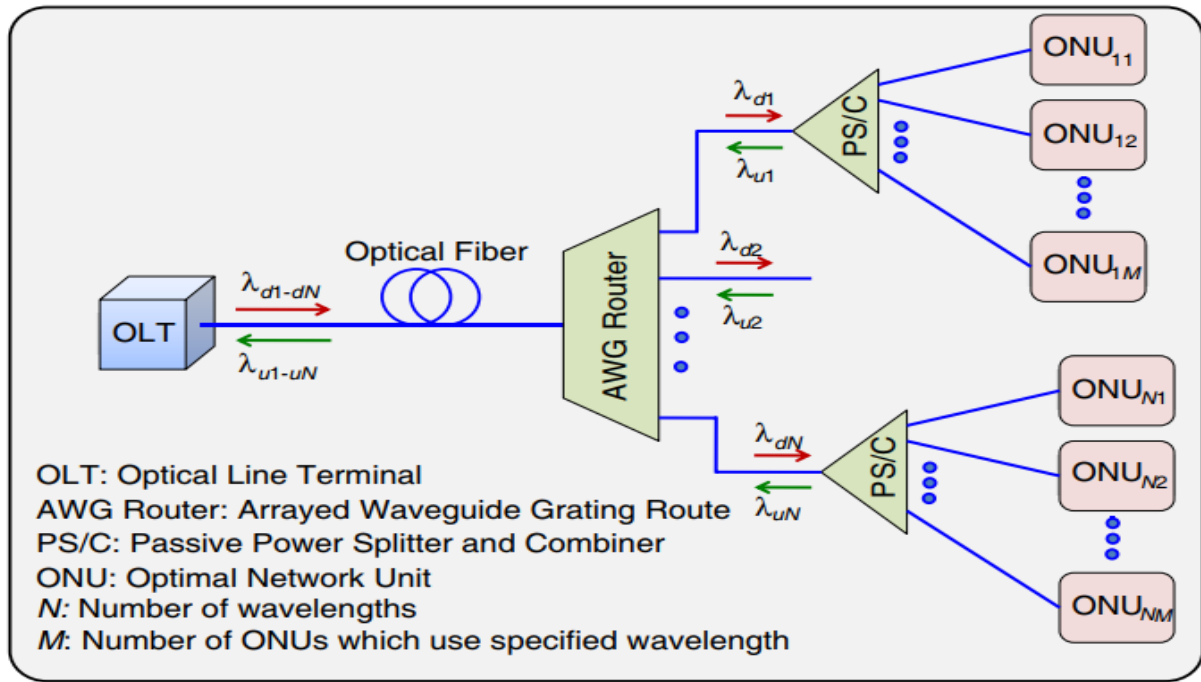 ONU11
λd1
PS/C
ONU12
λu1
ONU1M
Optical Fiber
λd2
λd1-dN
AWG Router
OLT
λu2
λu1-uN
ONUN1
λdN
PS/C
ONUN2
λuN
ONUNM
OLT: Optical Line Terminal
AWG Router: Arrayed Waveguide Grating Route
PS/C: Passive Power Splitter and Combiner
ONU: Optimal Network Unit
N: Number of wavelengths
M: Number of ONUs which use specified wavelength